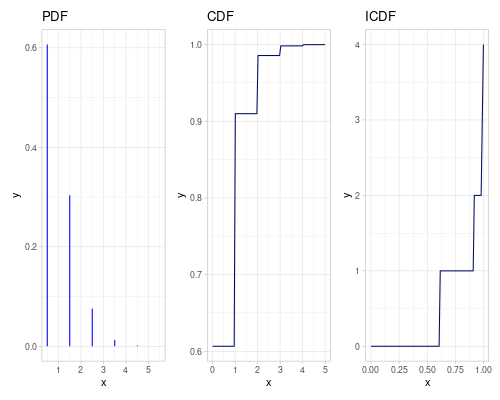 PDF CDF ICDF
y 0.6 0.4 0.2 0.0
1 2 3 4 5
x
y 1.0 0.9 0.8 0.7 0.6
0 1 2 3 4 5
x
y 4 3 2 1 0
0.00 0.25 0.50 0.75 1.00
x